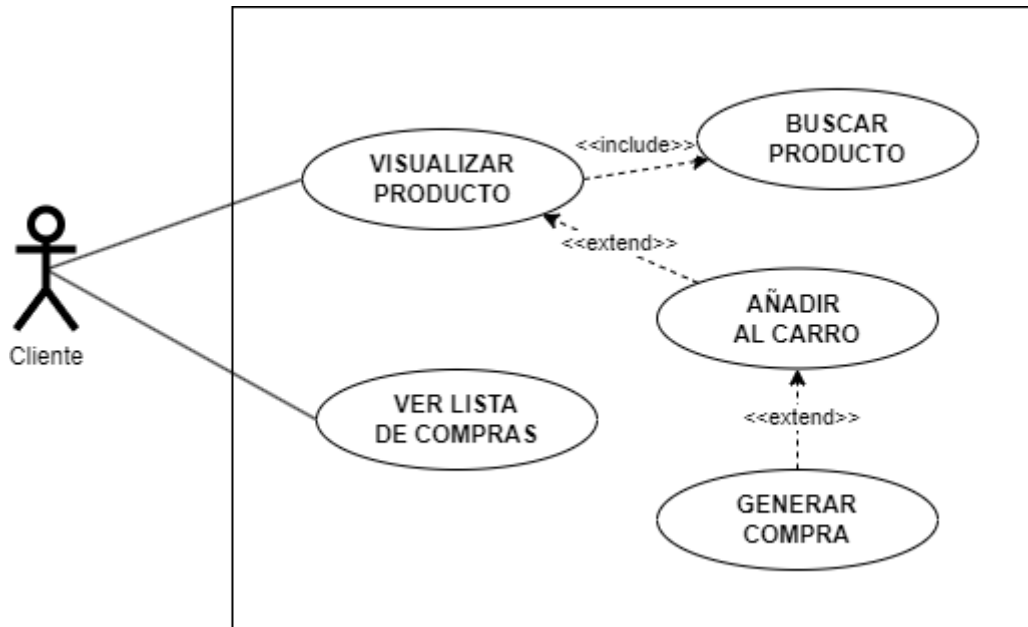 BUSCAR
PRODUCTO
<<include>>
VISUALIZAR
PRODUCTO
<<extend>>
AÑADIR
AL CARRO
Cliente
VER LISTA
DE COMPRAS
<<extend>>
GENERAR
COMPRA